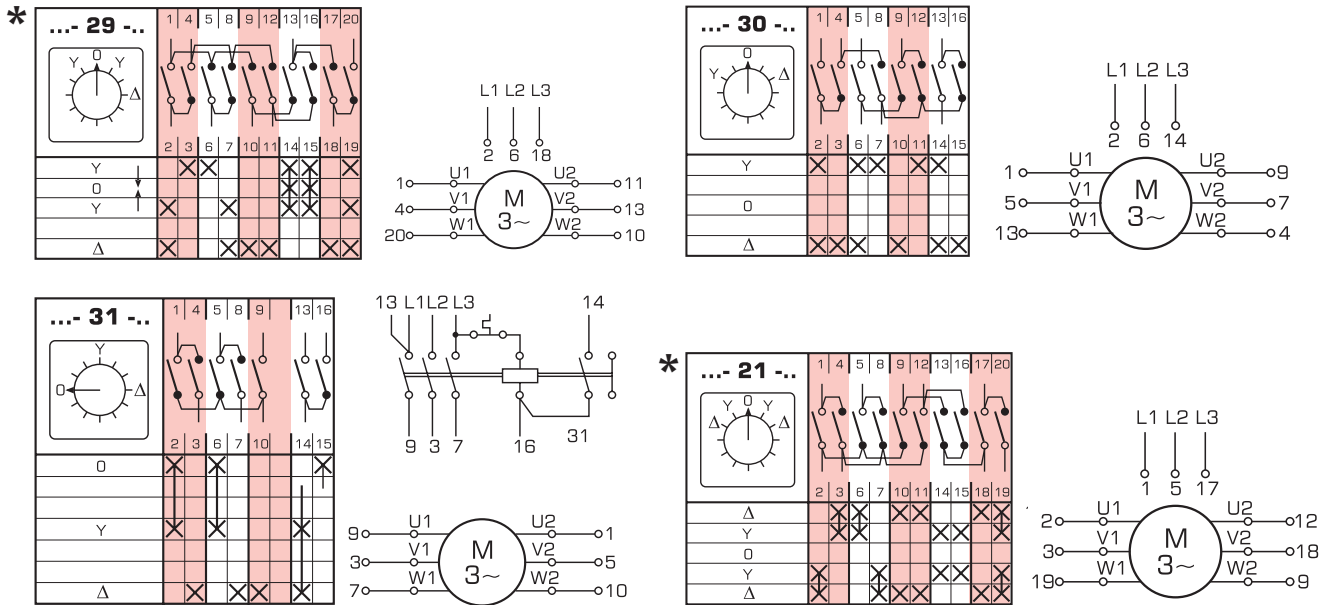 *
...- 29 -..
1 4 5 8 9 12 13 16 17 20
0
Y Y
Δ
2 3 6 7 10 11 14 15 18 19
Y
0
Y
Δ
L1 L2 L3
2 6 18
1 U1 U2 11
4 V1 V2 13
20 W1 W2 10
M
3~
...- 30 -..
1 4 5 8 9 12 13 16
0
Y
Δ
2 3 6 7 10 11 14 15
Y
0
Δ
L1 L2 L3
2 6 14
1 U1 U2 9
5 V1 V2 7
13 W1 W2 4
M
3~
...- 31 -..
1 4 5 8 9 13 16
Y
0 Δ
2 3 6 7 10 14 15
0
Y
Δ
13 L1 L2 L3 14
9 3 7 16 31
9 U1 U2 1
3 V1 V2 5
7 W1 W2 10
M
3~
*
...- 21 -..
1 4 5 8 9 12 13 16 17 20
0
Y Y
Δ Δ
2 3 6 7 10 11 14 15 18 19
Δ
Y
0
Y
Δ
L1 L2 L3
1 5 17
2 U1 U2 12
3 V1 V2 18
19 W1 W2 9
M
3~